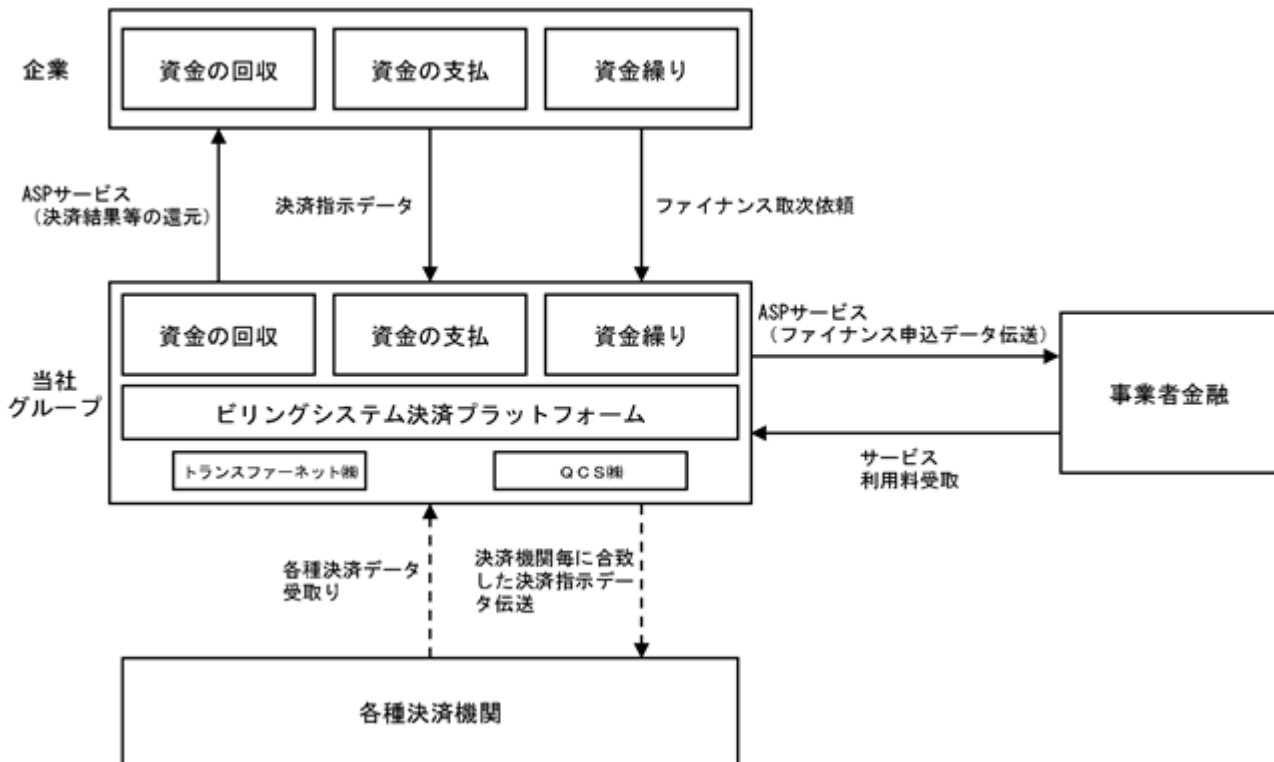 企業
資金の回収
資金の支払
資金繰り
ASPサービス
（決済結果等の還元）
決済指示データ
ファイナンス取次依頼
当社
グループ
資金の回収
資金の支払
資金繰り
ビリングシステム決済プラットフォーム
トランスファーネット㈱
ＱＣＳ㈱
ASPサービス
（ファイナンス申込データ伝送）
事業者金融
サービス
利用料受取
各種決済データ
受取り
決済機関毎に合致
した決済指示デー
タ伝送
各種決済機関